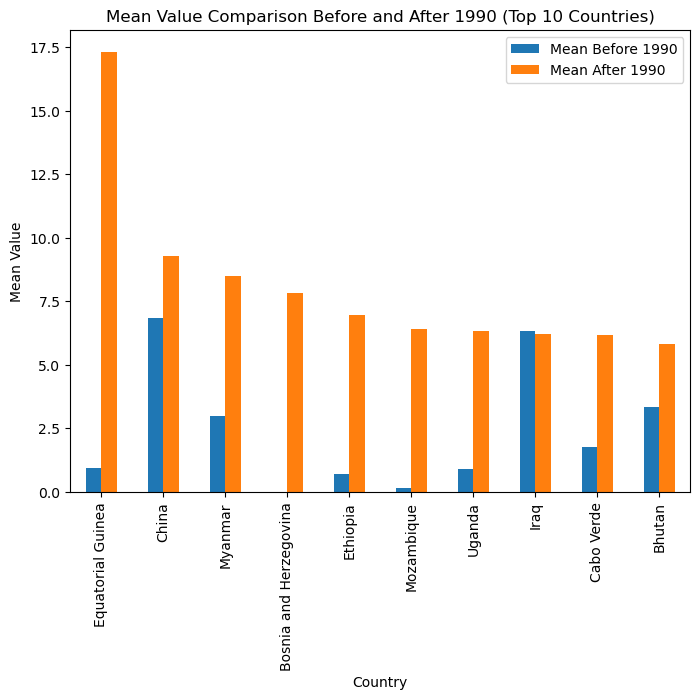 Mean Value Comparison Before and After 1990 (Top 10 Countries)
Mean Before 1990
Mean After 1990
Mean Value
17.5
15.0
12.5
10.0
7.5
5.0
2.5
0.0
Equatorial Guinea
China
Myanmar
Bosnia and Herzegovina
Ethiopia
Mozambique
Uganda
Iraq
Cabo Verde
Bhutan
Country